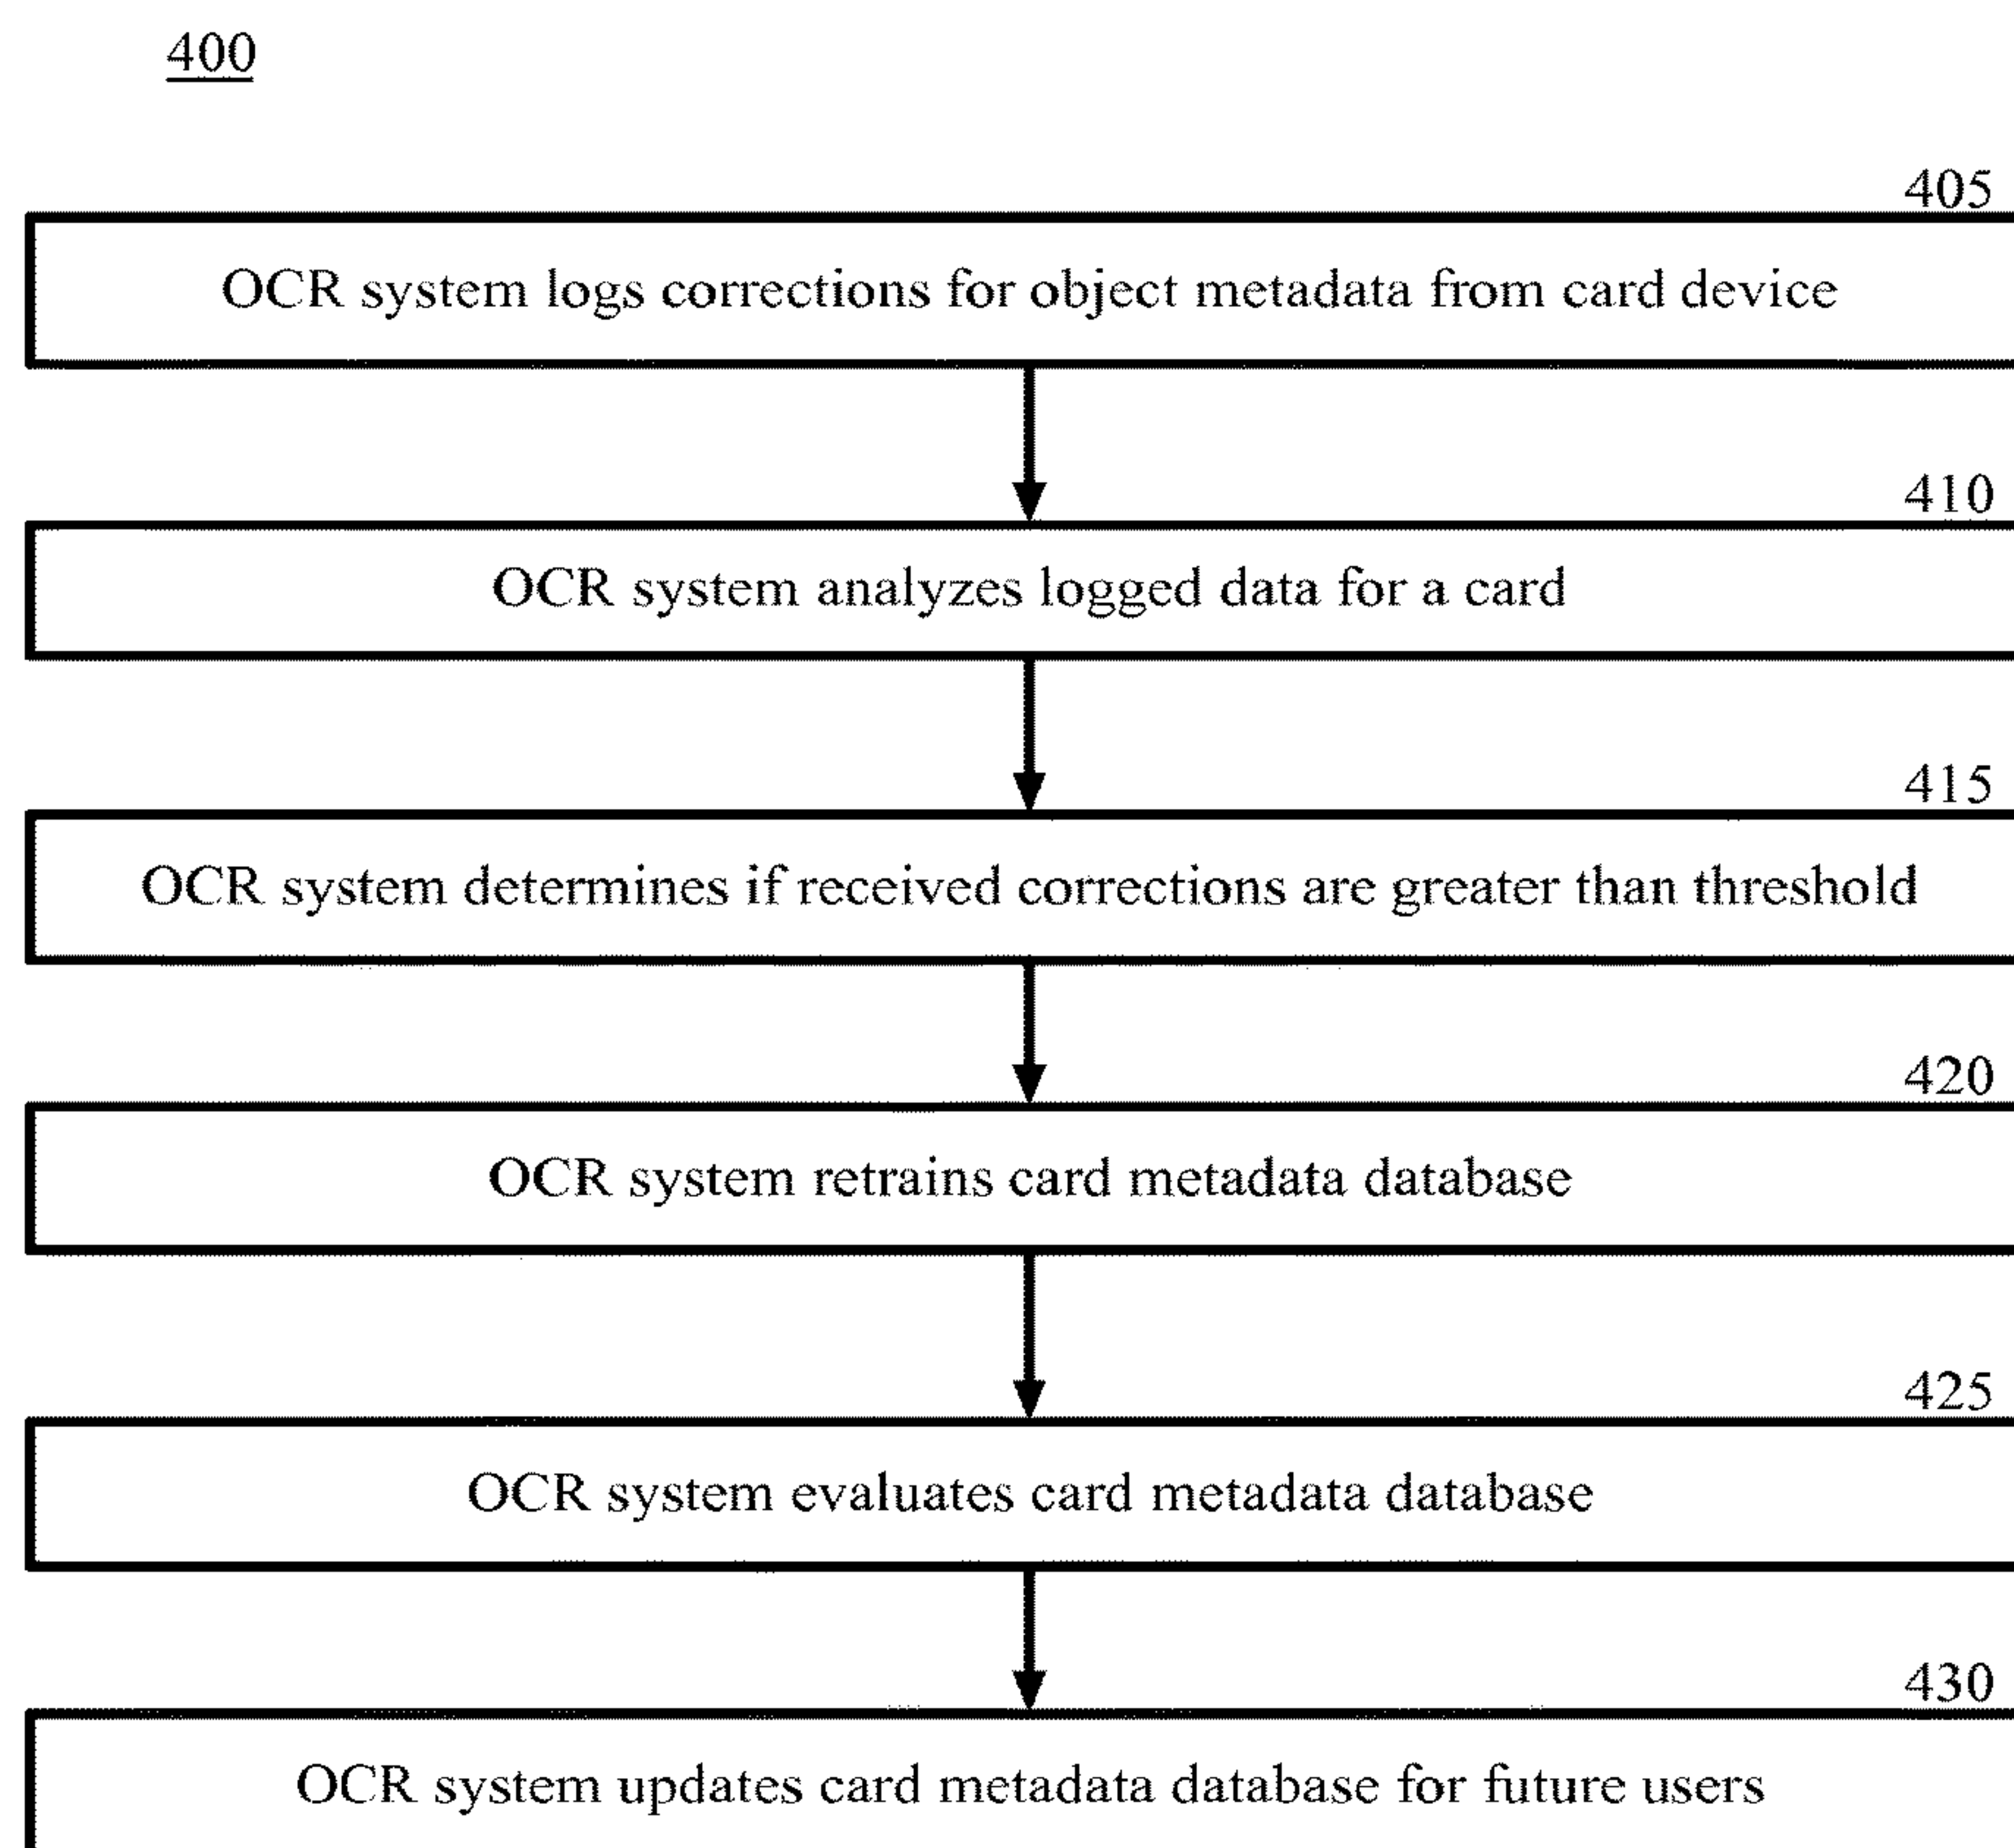 400
405
OCR system logs corrections for object metadata from card device
410
OCR system analyzes logged data for a card
415
OCR system determines if received corrections are greater than threshold
420
OCR system retrains card metadata database
425
OCR system evaluates card metadata database
430
OCR system updates card metadata database for future users